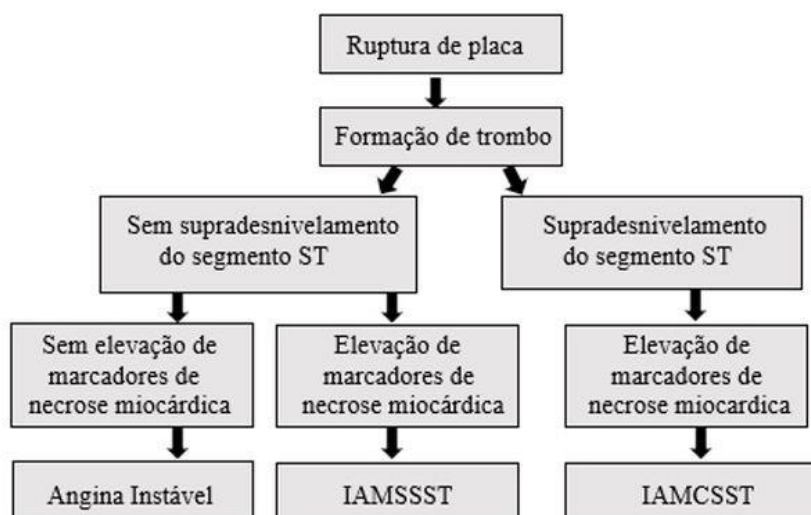 Ruptura de placa
Formação de trombo
Sem supradesnivelamento
do segmento ST
Supradesnivelamento
do segmento ST
Sem elevação de
marcadores de
necrose miocárdica
Elevação de
marcadores de
necrose miocárdica
Elevação de
marcadores de
necrose miocardica
Angina Instável
IAMSSST
IAMCSST